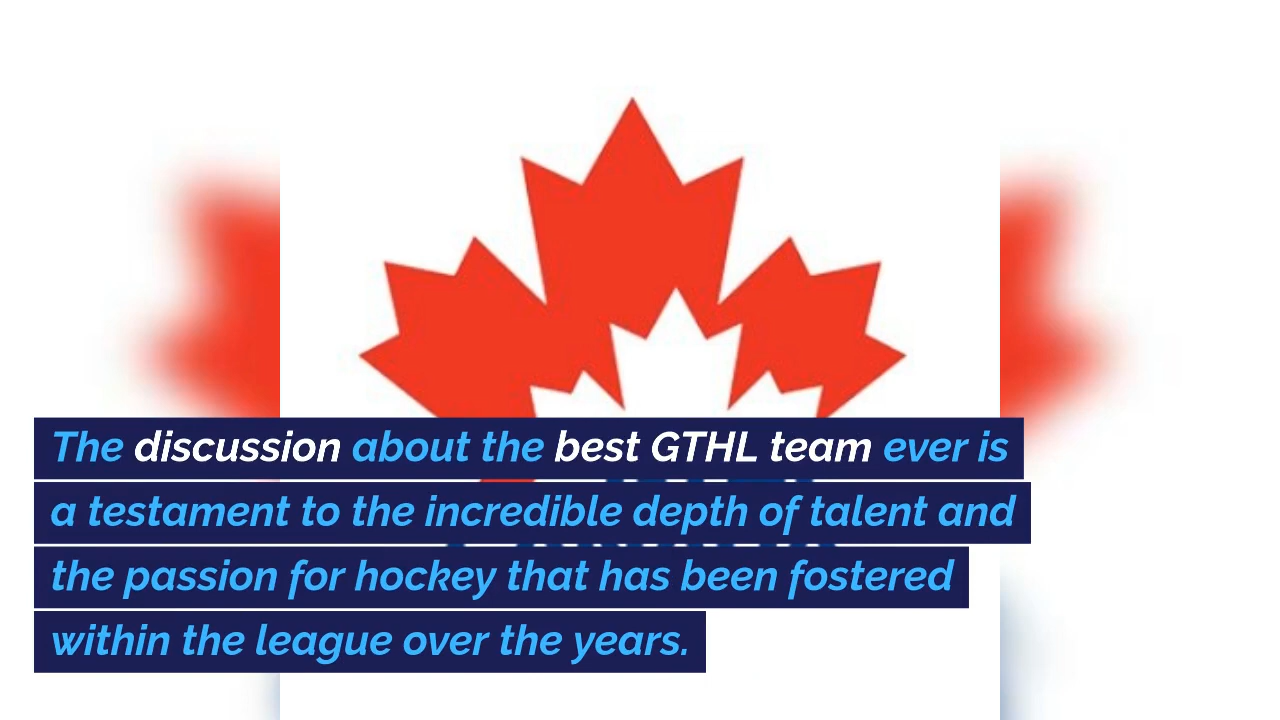 The discussion about the best GTHL team ever is
a testament to the incredible depth of talent and
the passion for hockey that has been fostered
within the league over the years.